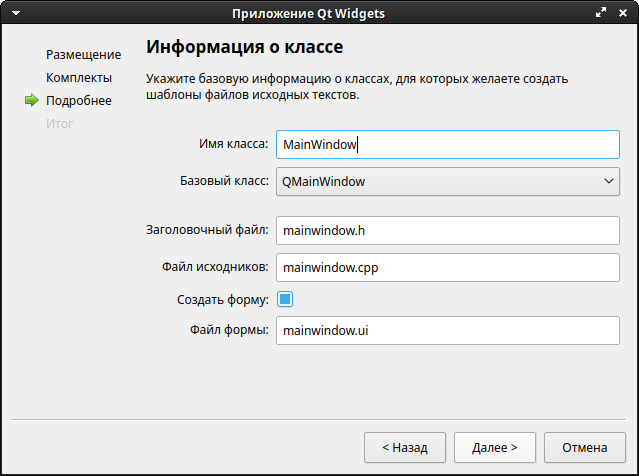 Приложение Qt Widgets
Размещение
Комплекты
Подробнее
Итог
Информация о классе
Укажите базовую информацию о классах, для которых желаете создать
шаблоны файлов исходных текстов.
Имя класса: MainWindow
Базовый класс: QMainWindow
Заголовочный файл: mainwindow.h
Файл исходников: mainwindow.cpp
Создать форму:
Файл формы: mainwindow.ui
< Назад Далее > Отмена